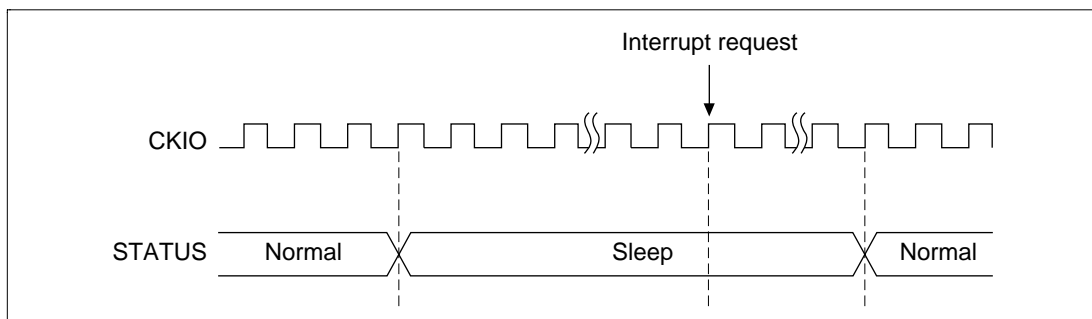 Interrupt request
CKIO
STATUS
Normal
Sleep
Normal